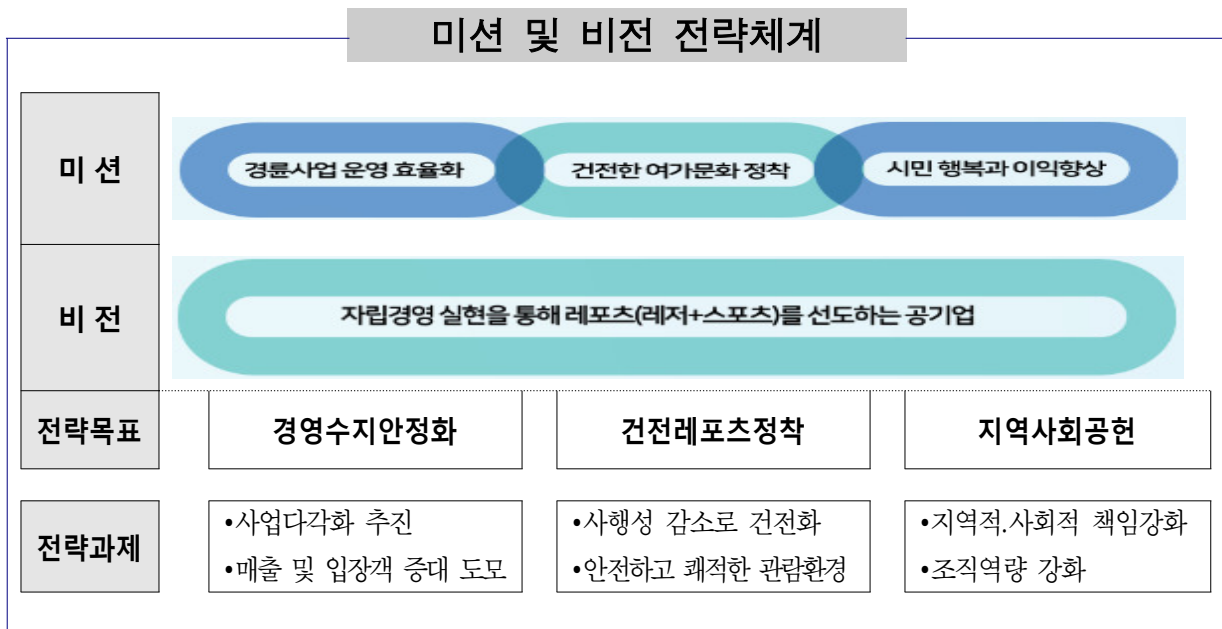 미션 및 비전 전략체계
미 션
경륜사업 운영 효율화
건전한 여가문화 정착
시민 행복과 이익향상
비 전
자립경영 실현을 통해 레포츠(레저+스포츠)를 선도하는 공기업
전략목표
경영수지안정화
건전레포츠정착
지역사회공헌
전략과제
•사업다각화 추진
•매출 및 입장객 증대 도모
•사행성 감소로 건전화
•안전하고 쾌적한 관람환경
•지역적.사회적 책임강화
•조직역량 강화